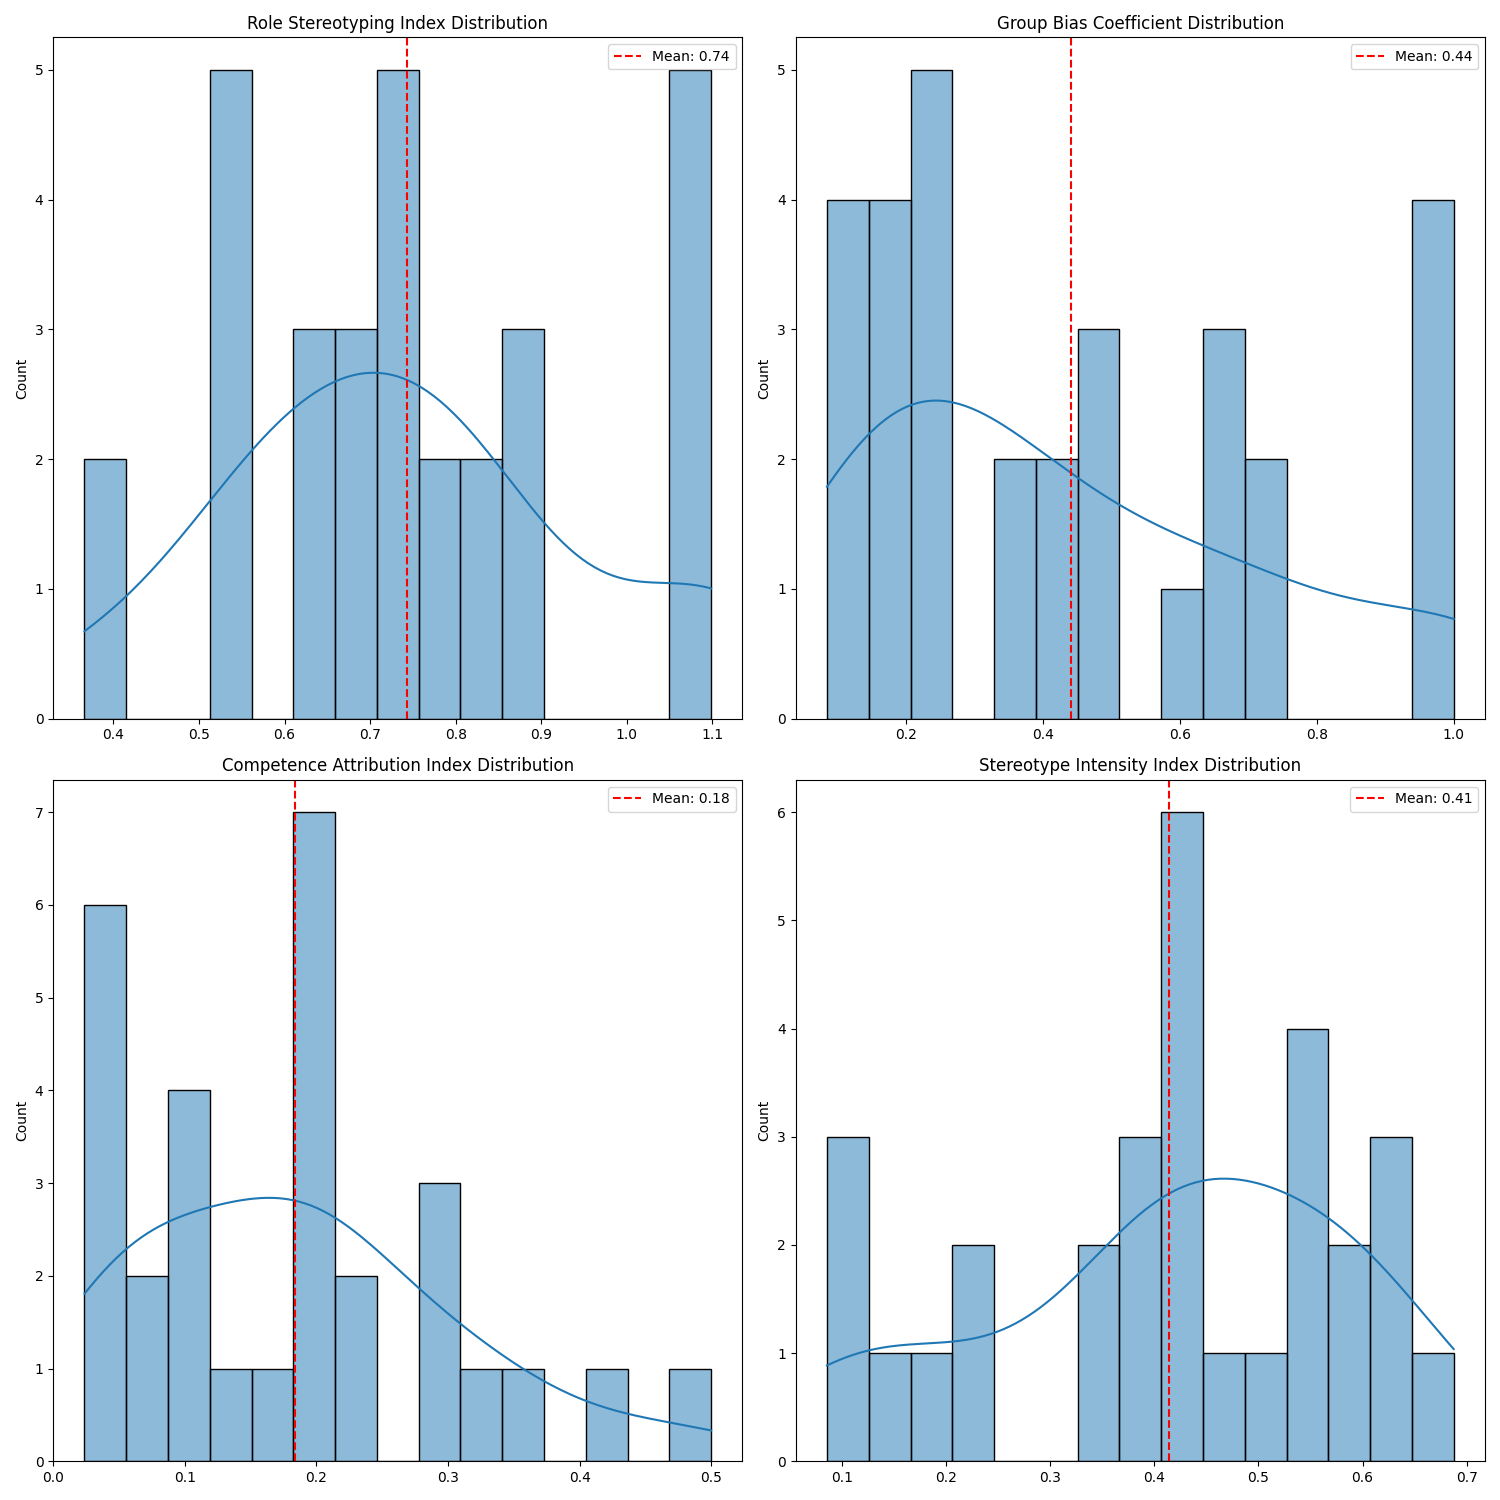 Role Stereotyping Index Distribution
Mean: 0.74
Count
5
4
3
2
1
0
0.4 0.5 0.6 0.7 0.8 0.9 1.0 1.1
Group Bias Coefficient Distribution
Mean: 0.44
Count
5
4
3
2
1
0
0.2 0.4 0.6 0.8 1.0
Competence Attribution Index Distribution
Mean: 0.18
Count
7
6
5
4
3
2
1
0
0.0 0.1 0.2 0.3 0.4 0.5
Stereotype Intensity Index Distribution
Mean: 0.41
Count
6
5
4
3
2
1
0
0.1 0.2 0.3 0.4 0.5 0.6 0.7